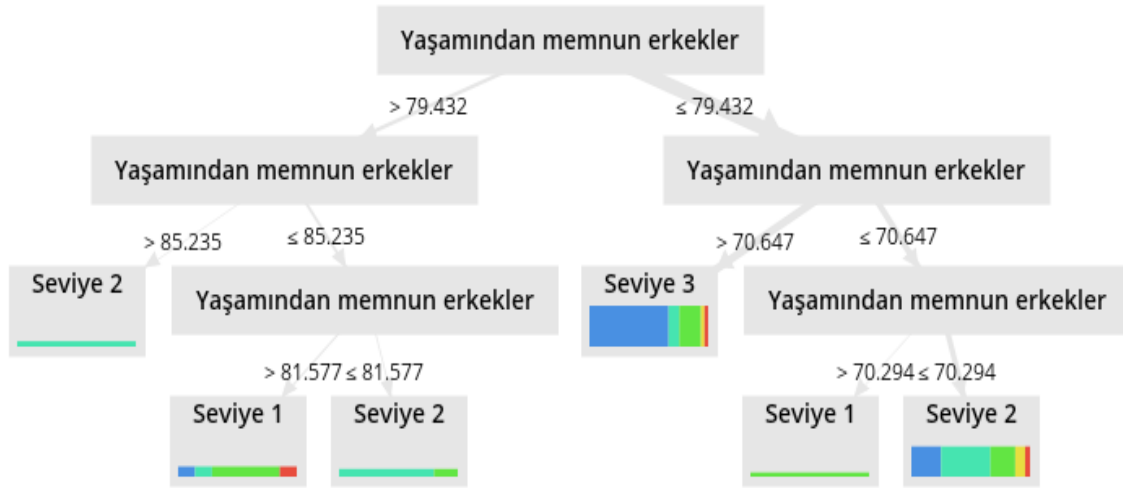 Yaşamından memnun erkekler
> 79.432
≤ 79.432
Yaşamından memnun erkekler
Yaşamından memnun erkekler
> 85.235
≤ 85.235
> 70.647
≤ 70.647
Seviye 2
Yaşamından memnun erkekler
Seviye 3
Yaşamından memnun erkekler
> 81.577
≤ 81.577
> 70.294
≤ 70.294
Seviye 1
Seviye 2
Seviye 1
Seviye 2